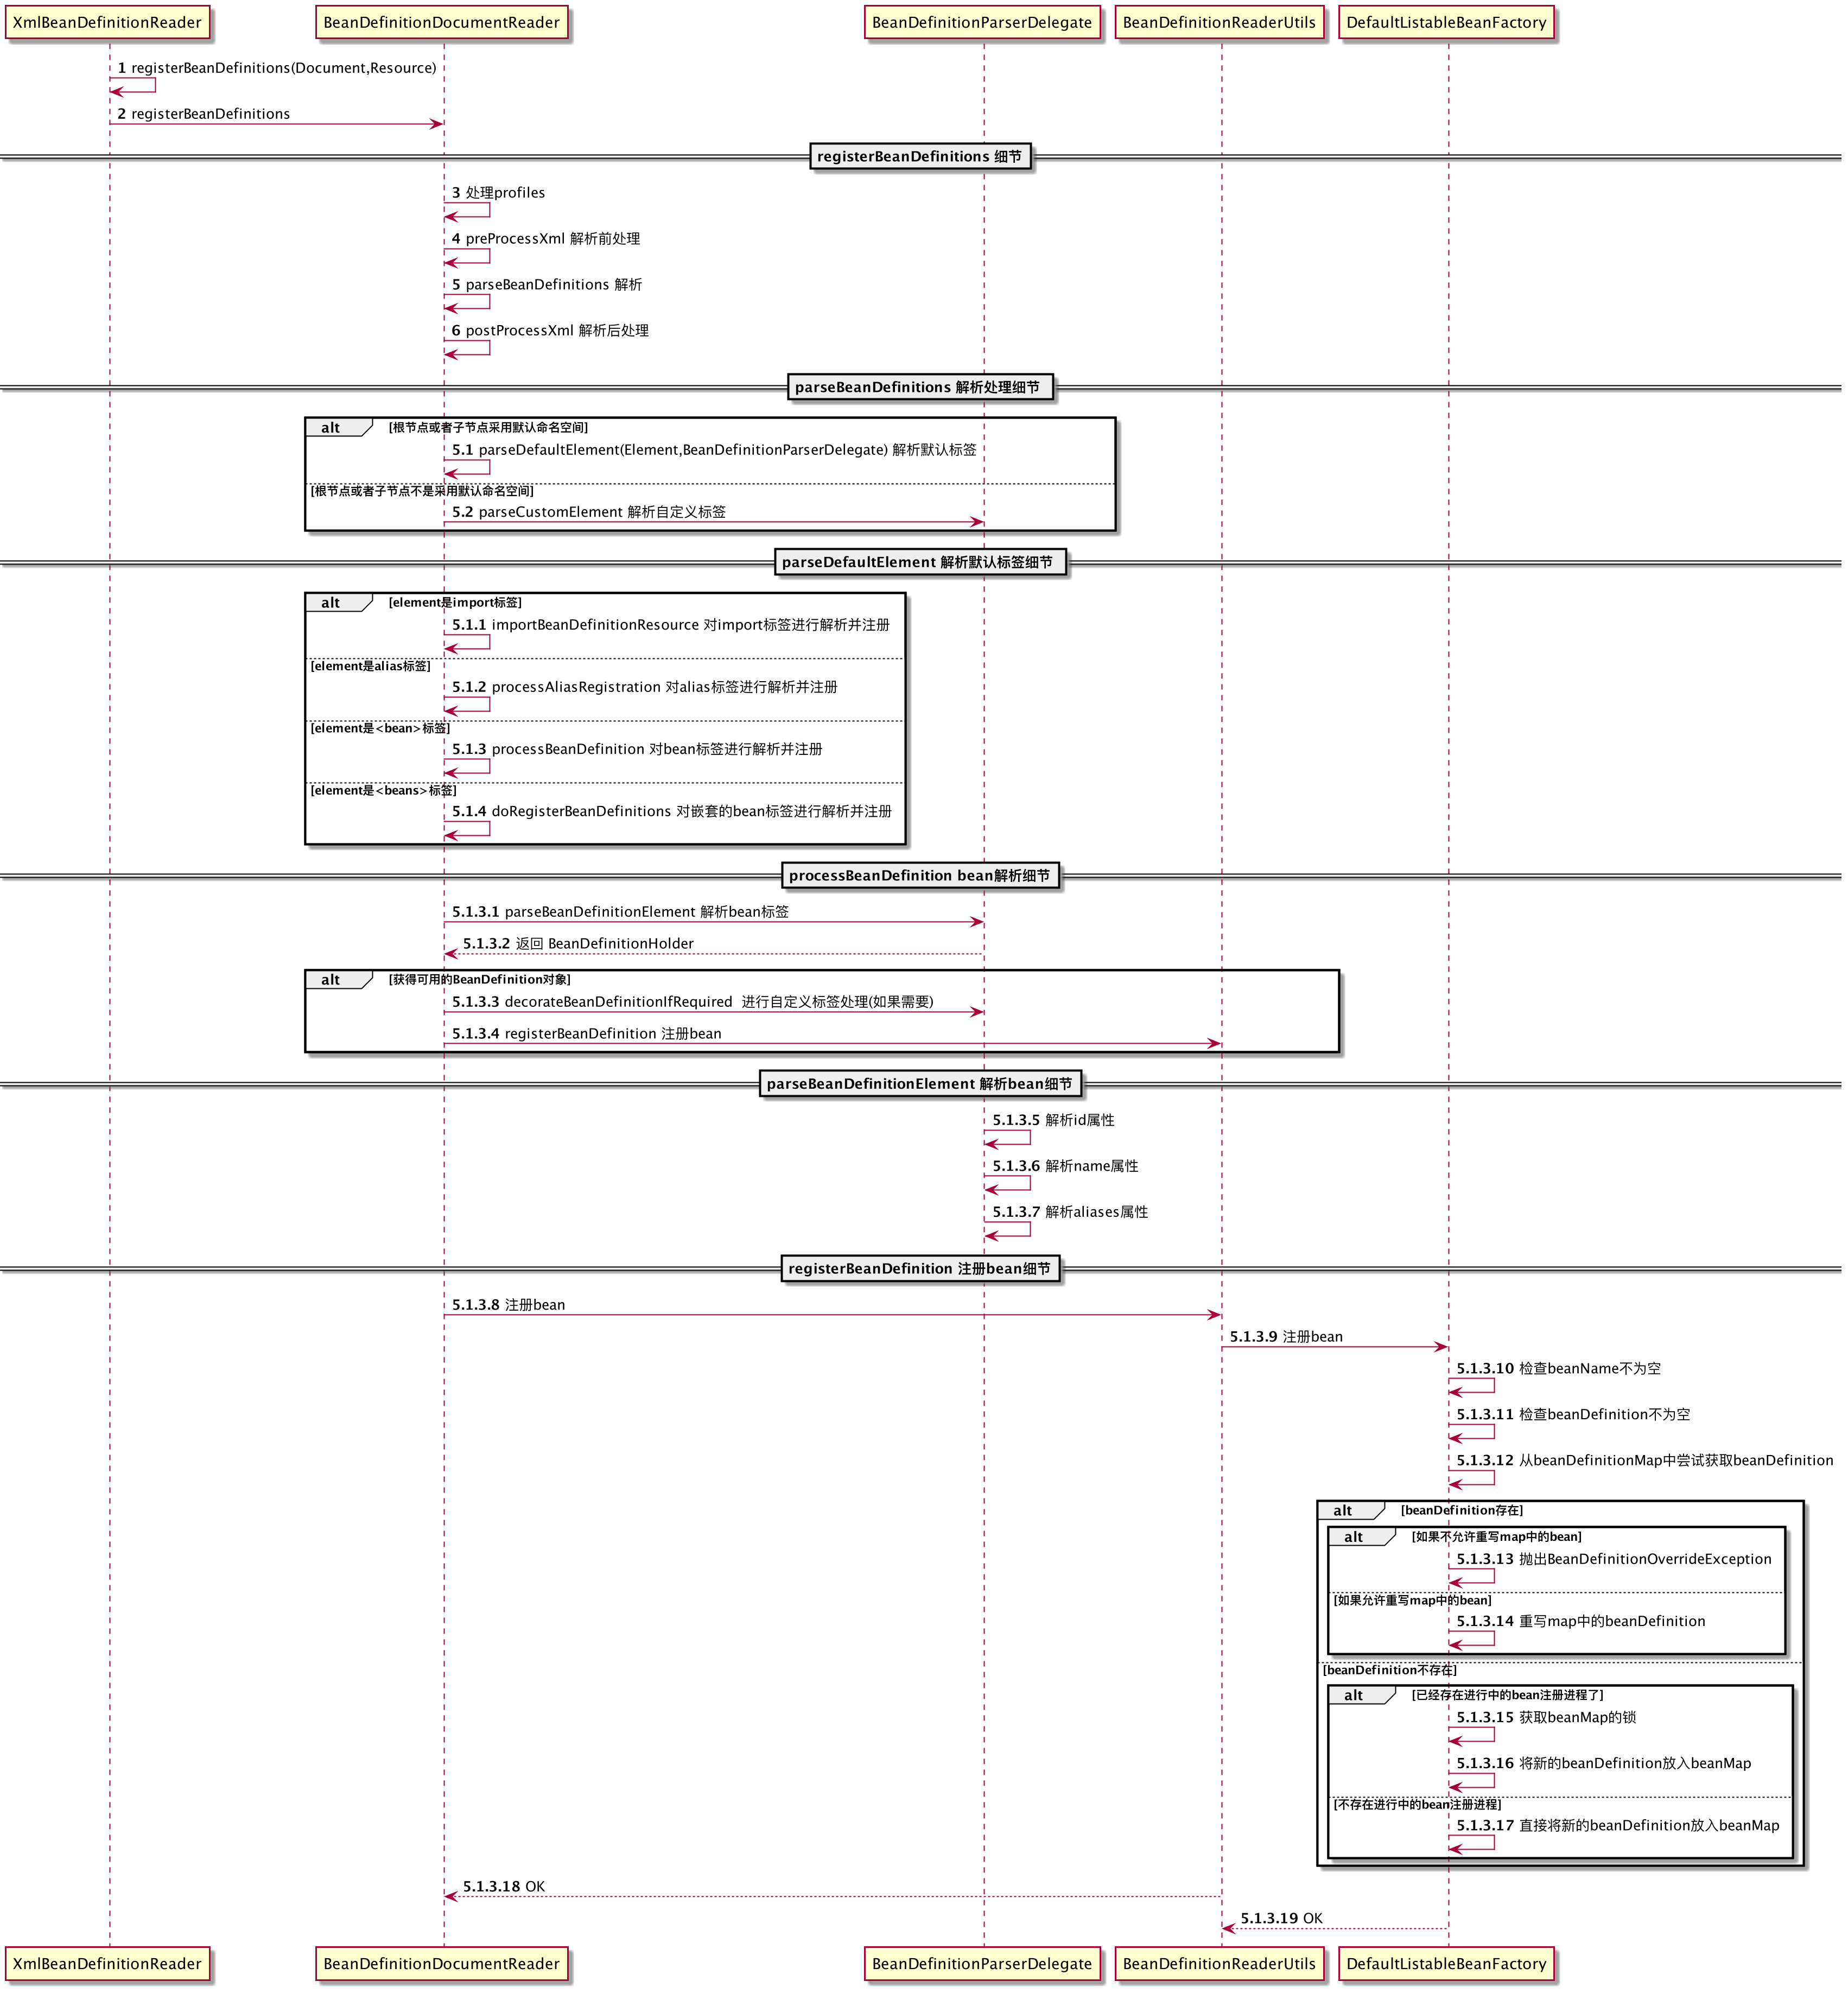 XmlBeanDefinitionReader
BeanDefinitionDocumentReader
BeanDefinitionParserDelegate
BeanDefinitionReaderUtils
DefaultListableBeanFactory
1 registerBeanDefinitions(Document,Resource)
2 registerBeanDefinitions
registerBeanDefinitions 细节
3 处理profiles
4 preProcessXml 解析前处理
5 parseBeanDefinitions 解析
6 postProcessXml 解析后处理
parseBeanDefinitions 解析处理细节
alt [根节点或者子节点采用默认命名空间]
5.1 parseDefaultElement(Element,BeanDefinitionParserDelegate) 解析默认标签
[根节点或者子节点不是采用默认命名空间]
5.2 parseCustomElement 解析自定义标签
parseDefaultElement 解析默认标签细节
alt [element是import标签]
5.1.1 importBeanDefinitionResource 对import标签进行解析并注册
[element是alias标签]
5.1.2 processAliasRegistration 对alias标签进行解析并注册
[element是<bean>标签]
5.1.3 processBeanDefinition 对bean标签进行解析并注册
[element是<beans>标签]
5.1.4 doRegisterBeanDefinitions 对嵌套的bean标签进行解析并注册
processBeanDefinition bean解析细节
5.1.3.1 parseBeanDefinitionElement 解析bean标签
5.1.3.2 返回 BeanDefinitionHolder
alt [获得可用的BeanDefinition对象]
5.1.3.3 decorateBeanDefinitionIfRequired  进行自定义标签处理(如果需要)
5.1.3.4 registerBeanDefinition 注册bean
parseBeanDefinitionElement 解析bean细节
5.1.3.5 解析id属性
5.1.3.6 解析name属性
5.1.3.7 解析aliases属性
registerBeanDefinition 注册bean细节
5.1.3.8 注册bean
5.1.3.9 注册bean
5.1.3.10 检查beanName不为空
5.1.3.11 检查beanDefinition不为空
5.1.3.12 从beanDefinitionMap中尝试获取beanDefinition
alt [beanDefinition存在]
alt [如果不允许重写map中的bean]
5.1.3.13 抛出BeanDefinitionOverrideException
[如果允许重写map中的bean]
5.1.3.14 重写map中的beanDefinition
[beanDefinition不存在]
alt [已经存在进行中的bean注册进程了]
5.1.3.15 获取beanMap的锁
5.1.3.16 将新的beanDefinition放入beanMap
[不存在进行中的bean注册进程]
5.1.3.17 直接将新的beanDefinition放入beanMap
5.1.3.18 OK
5.1.3.19 OK
XmlBeanDefinitionReader
BeanDefinitionDocumentReader
BeanDefinitionParserDelegate
BeanDefinitionReaderUtils
DefaultListableBeanFactory